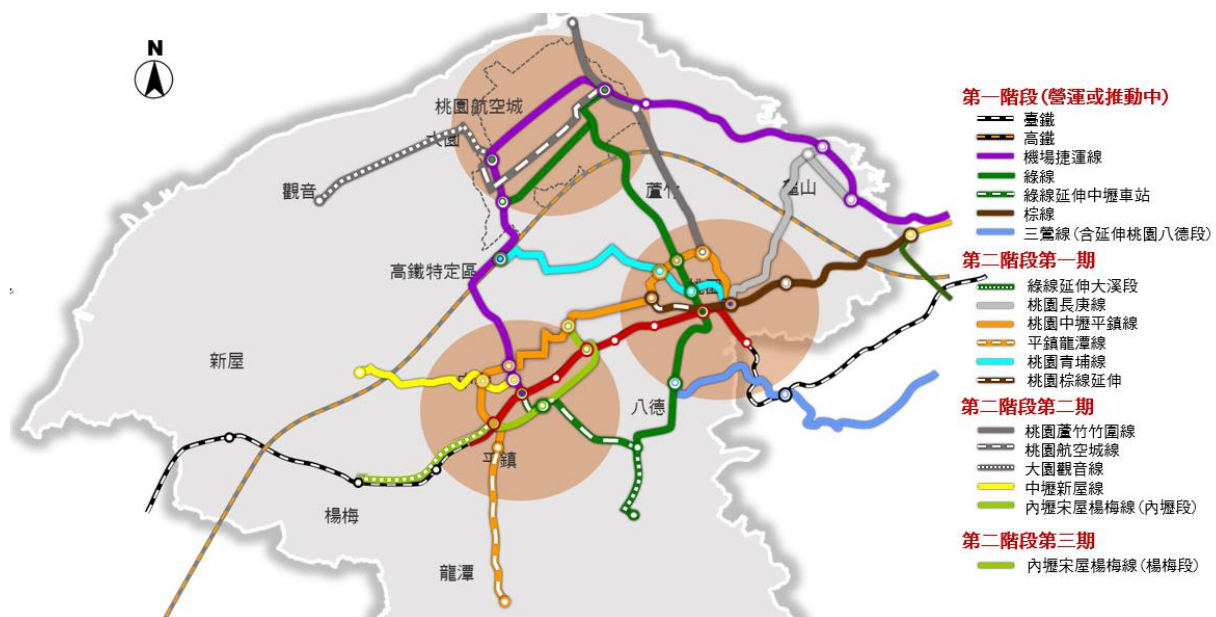 N
桃園航空城
大園
觀音
蘆竹
龜山
高鐵特定區
新屋
八德
平鎮
楊梅
龍潭
第一階段(營運或推動中)
臺鐵
高鐵
機場捷運線
綠線
綠線延伸中壢車站
棕線
三鶯線(含延伸桃園八德段)
第二階段第一期
綠線延伸大溪段
桃園長庚線
桃園中壢平鎮線
平鎮龍潭線
桃園青埔線
桃園棕線延伸
第二階段第二期
桃園蘆竹竹圍線
桃園航空城線
大園觀音線
中壢新屋線
內壢宋屋楊梅線(內壢段)
第二階段第三期
內壢宋屋楊梅線(楊梅段)